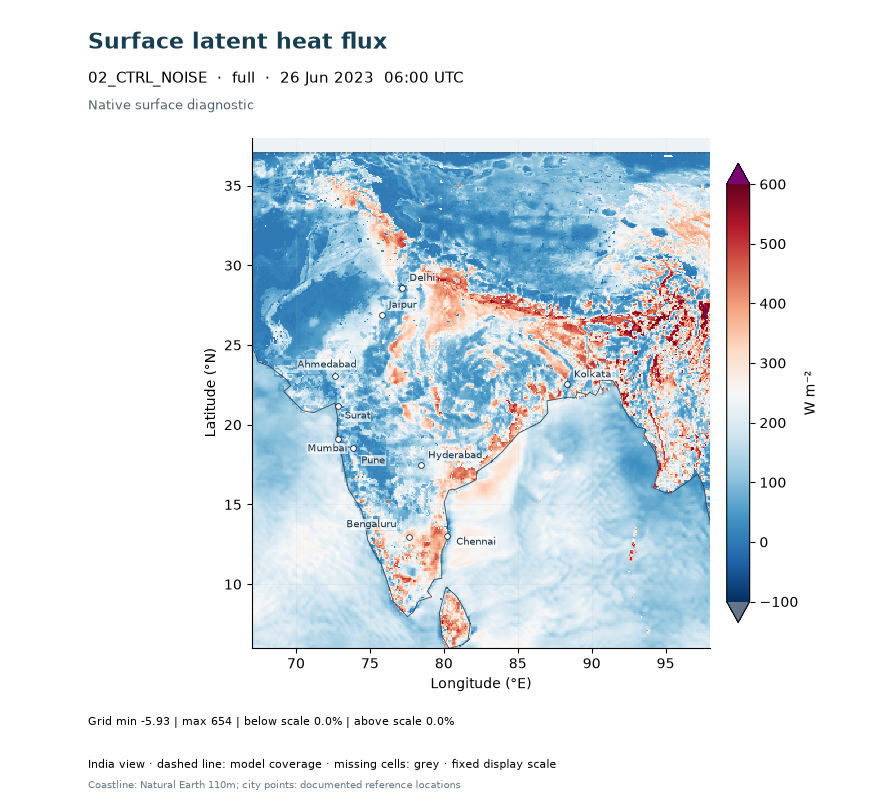 Surface latent heat flux
02_CTRL_NOISE · full · 26 Jun 2023 06:00 UTC
Native surface diagnostic
35
30
25
20
15
10
Latitude (°N)
70
75
80
85
90
95
Longitude (°E)
Delhi
Jaipur
Ahmedabad
Kolkata
Surat
Mumbai
Pune
Hyderabad
Bengaluru
Chennai
600
500
400
300
200
100
0
−100
W m⁻²
Grid min -5.93 | max 654 | below scale 0.0% | above scale 0.0%
India view · dashed line: model coverage · missing cells: grey · fixed display scale
Coastline: Natural Earth 110m; city points: documented reference locations